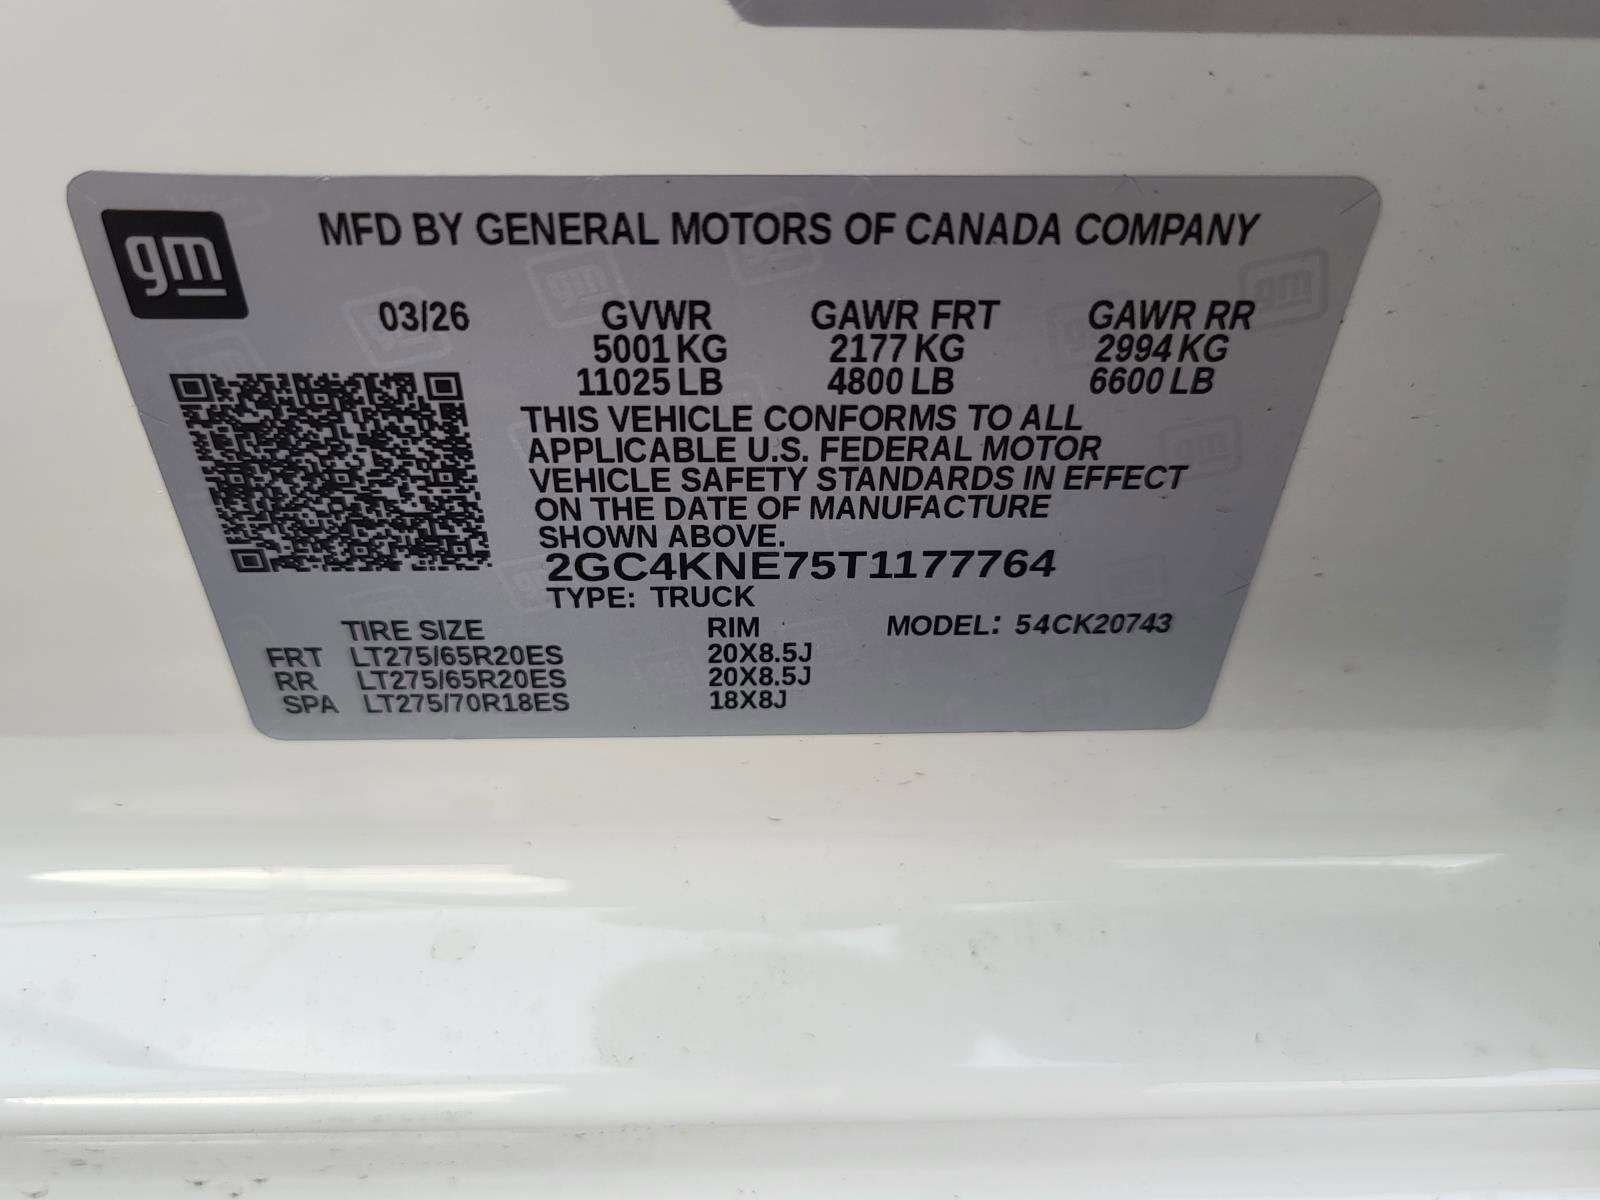 gm
MFD BY GENERAL MOTORS OF CANADA COMPANY
03/26 GVWR GAWR FRT GAWR RR
5001 KG 2177 KG 2994 KG
11025 LB 4800 LB 6600 LB
THIS VEHICLE CONFORMS TO ALL
APPLICABLE U.S. FEDERAL MOTOR
VEHICLE SAFETY STANDARDS IN EFFECT
ON THE DATE OF MANUFACTURE
SHOWN ABOVE.
2GC4KNE75T1177764
TYPE: TRUCK
TIRE SIZE RIM MODEL: 54CK20743
FRT LT275/65R20ES 20X8.5J
RR LT275/65R20ES 20X8.5J
SPA LT275/70R18ES 18X8J